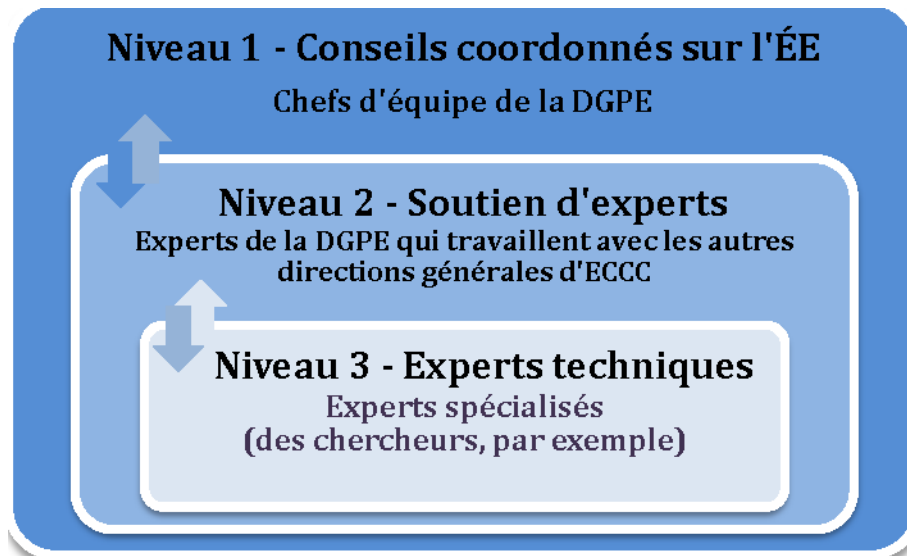 Niveau 1 - Conseils coordonnés sur l'ÉE
Chefs d'équipe de la DGPE
Niveau 2 - Soutien d'experts
Experts de la DGPE qui travaillent avec les autres
directions générales d'ECCC
Niveau 3 - Experts techniques
Experts spécialisés
(des chercheurs, par exemple)